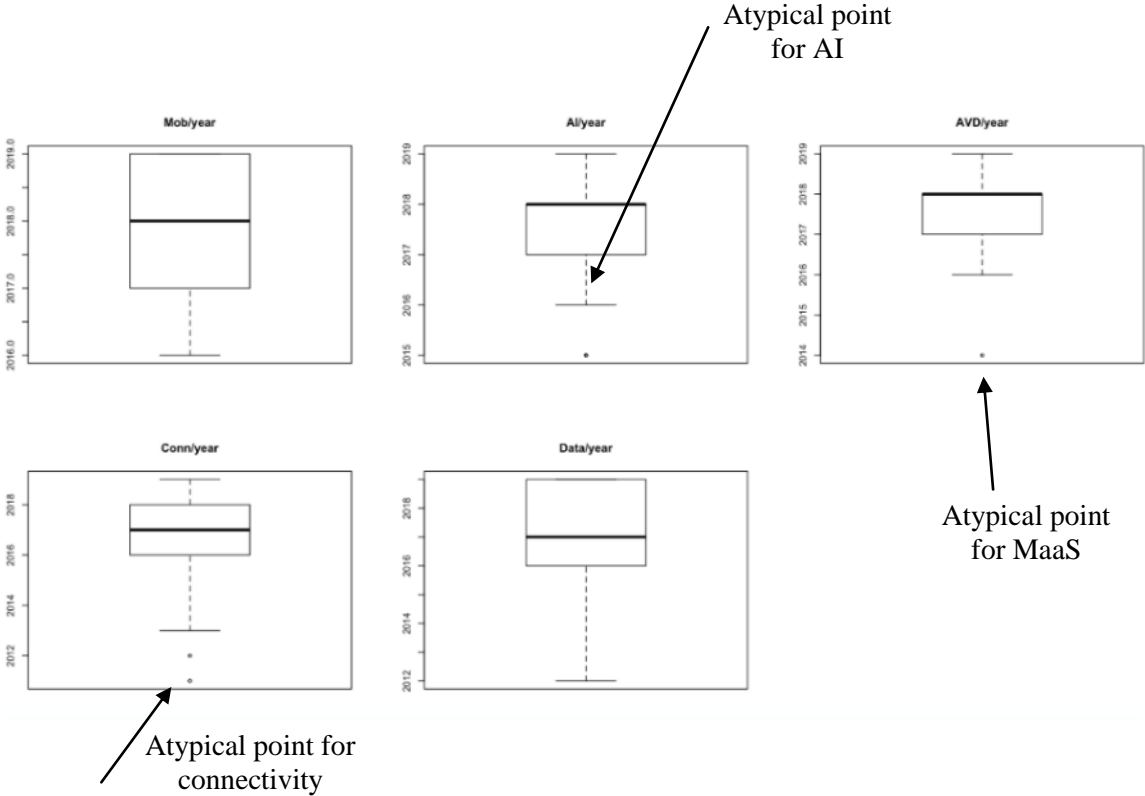 Atypical point
for AI
Mob/year
2019.0
2018.0
2017.0
2016.0
AI/year
2019
2018
2017
2016
2015
AVD/year
2019
2018
2017
2016
2015
2014
Conn/year
2018
2016
2014
2012
Data/year
2018
2016
2014
2012
Atypical point
for MaaS
Atypical point for
connectivity